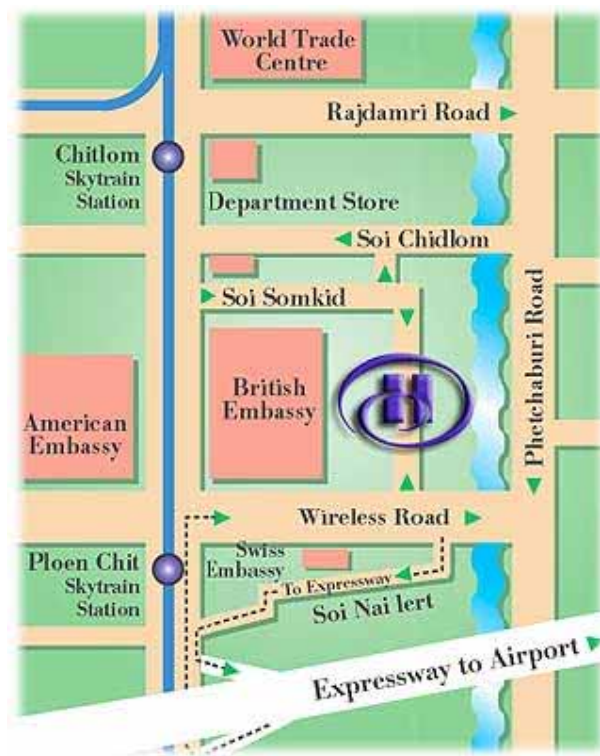 World Trade
Centre
Rajdamri Road
Chitlom
Skytrain
Station
Department Store
Soi Chidlom
Soi Somkid
Phetchaburi Road
British
Embassy
American
Embassy
Wireless Road
Ploen Chit
Skytrain
Station
Swiss
Embassy
To Expressway
Soi Nai lert
Expressway to Airport